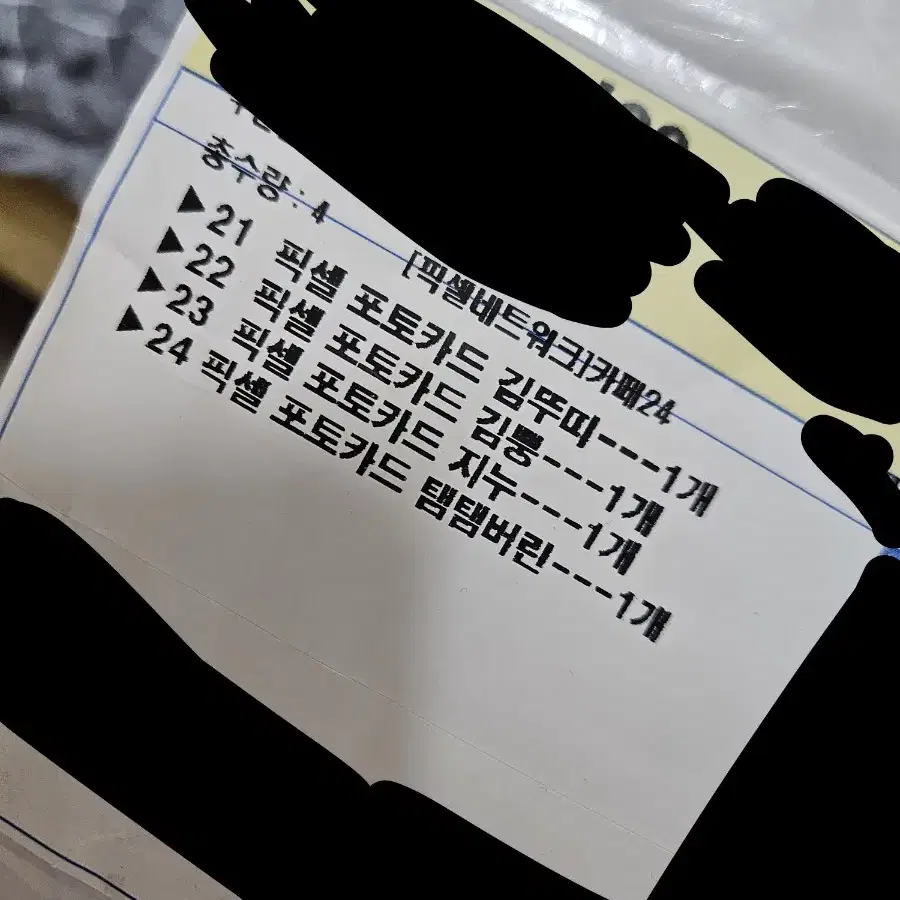 총수량 : 4
[픽셀네트워크]카페24
▶21 픽셀 포토카드 김뚜띠---1개
▶22 픽셀 포토카드 김뽕---1개
▶23 픽셀 포토카드 지누---1개
▶24 픽셀 포토카드 탬탬버린---1개